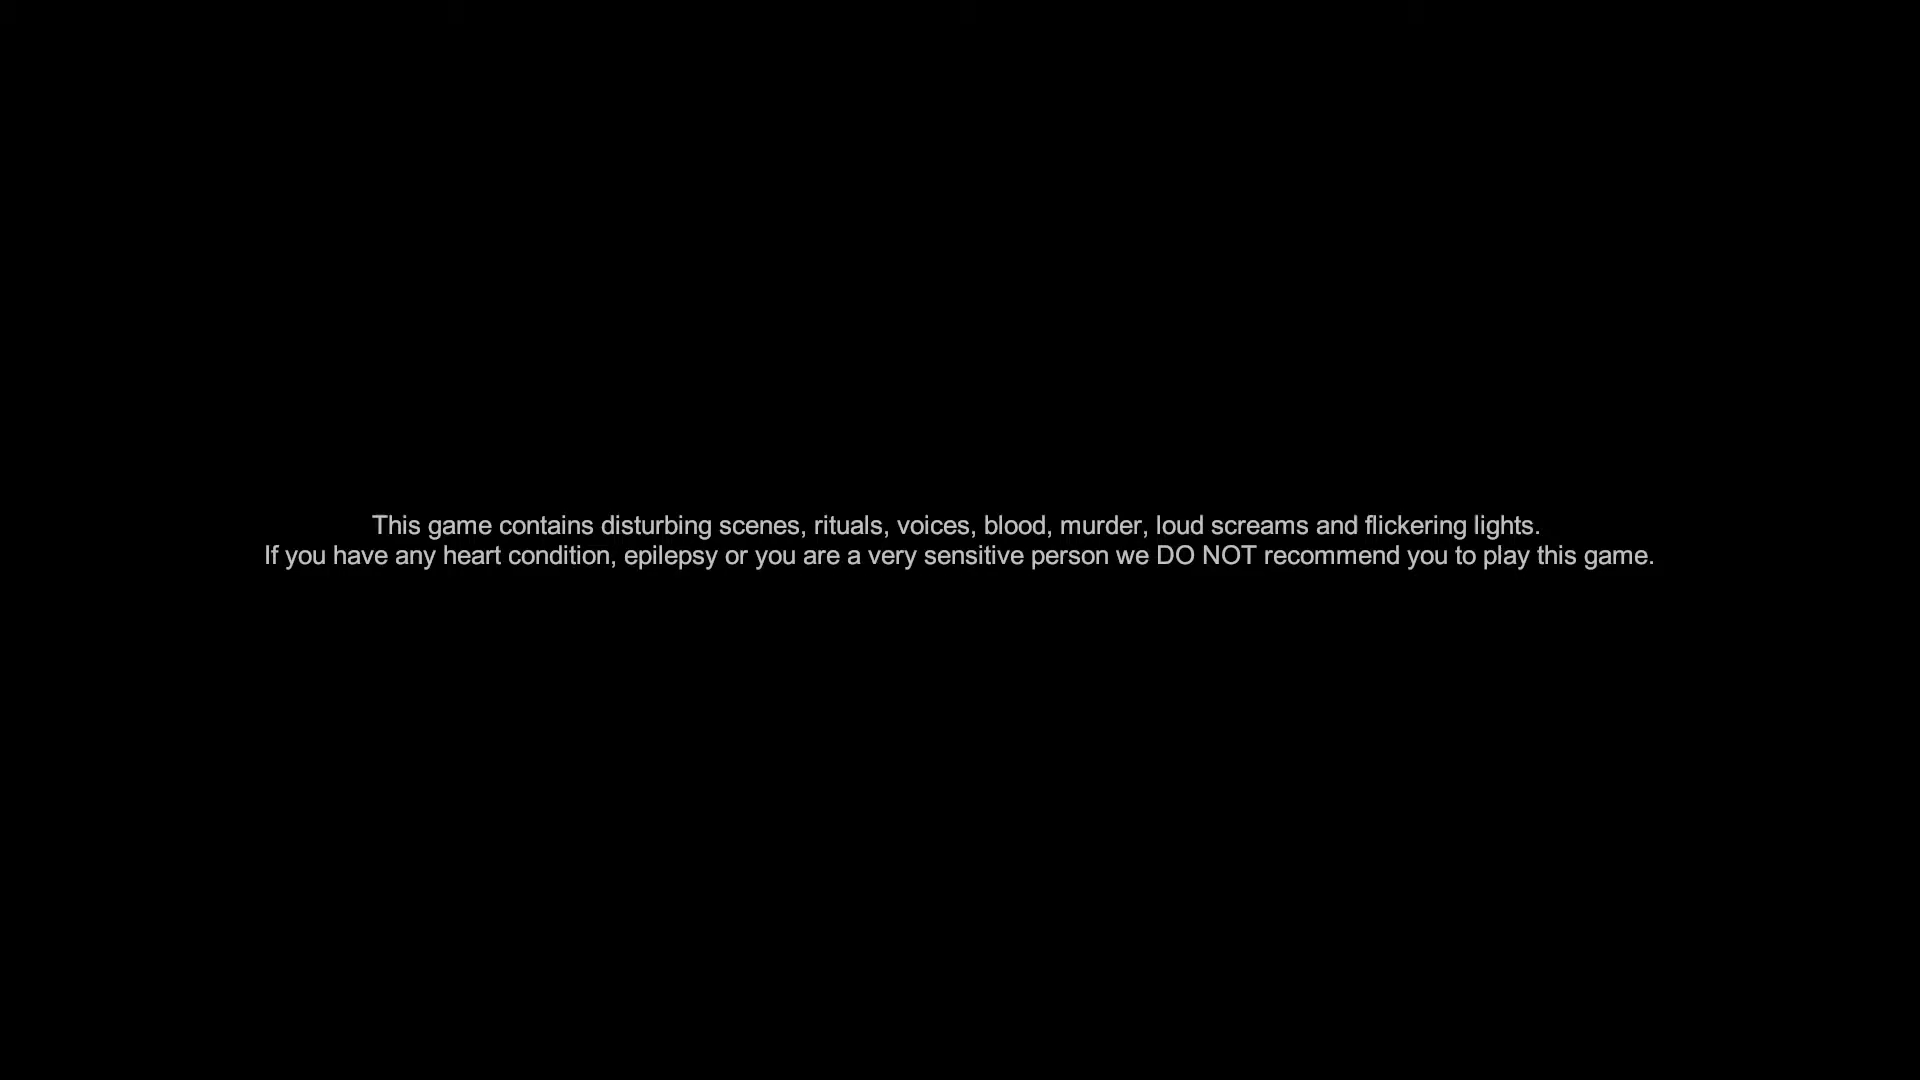 This game contains disturbing scenes, rituals, voices, blood, murder, loud screams and flickering lights.
If you have any heart condition, epilepsy or you are a very sensitive person we DO NOT recommend you to play this game.